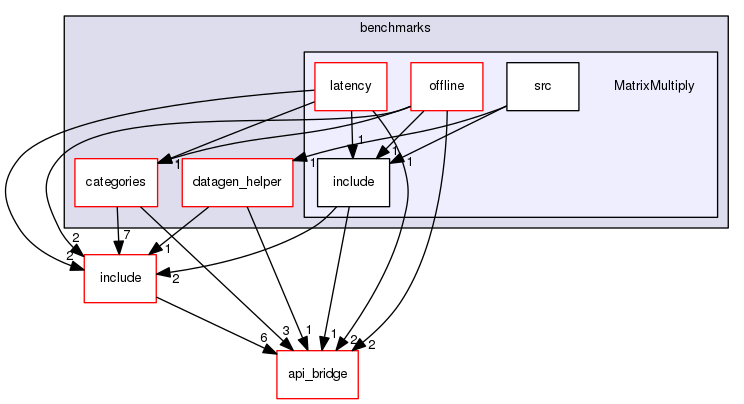 benchmarks
latency
offline
src
MatrixMultiply
1
1
1
1
1
categories
datagen_helper
include
2
7
1
2
2
include
6
3
1
1
2
2
api_bridge